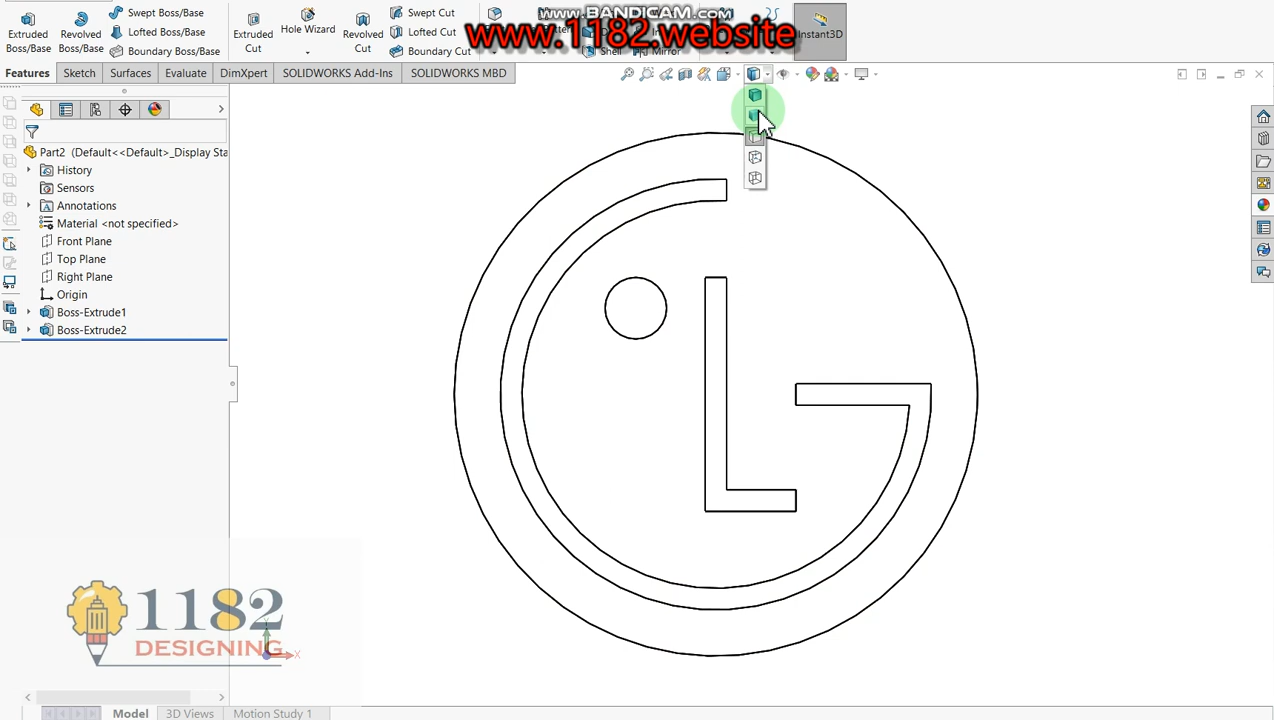 www.BANDICAM.com
www.1182.website
Extruded Boss/Base
Revolved Boss/Base
Swept Boss/Base
Lofted Boss/Base
Boundary Boss/Base
Extruded Cut
Hole Wizard
Revolved Cut
Swept Cut
Lofted Cut
Boundary Cut
Shell
Mirror
Instant3D
Features
Sketch
Surfaces
Evaluate
DimXpert
SOLIDWORKS Add-Ins
SOLIDWORKS MBD
Part2 (Default<<Default>_Display Sta
History
Sensors
Annotations
Material <not specified>
Front Plane
Top Plane
Right Plane
Origin
Boss-Extrude1
Boss-Extrude2
LG
1182
DESIGNING
Y
X
Model
3D Views
Motion Study 1